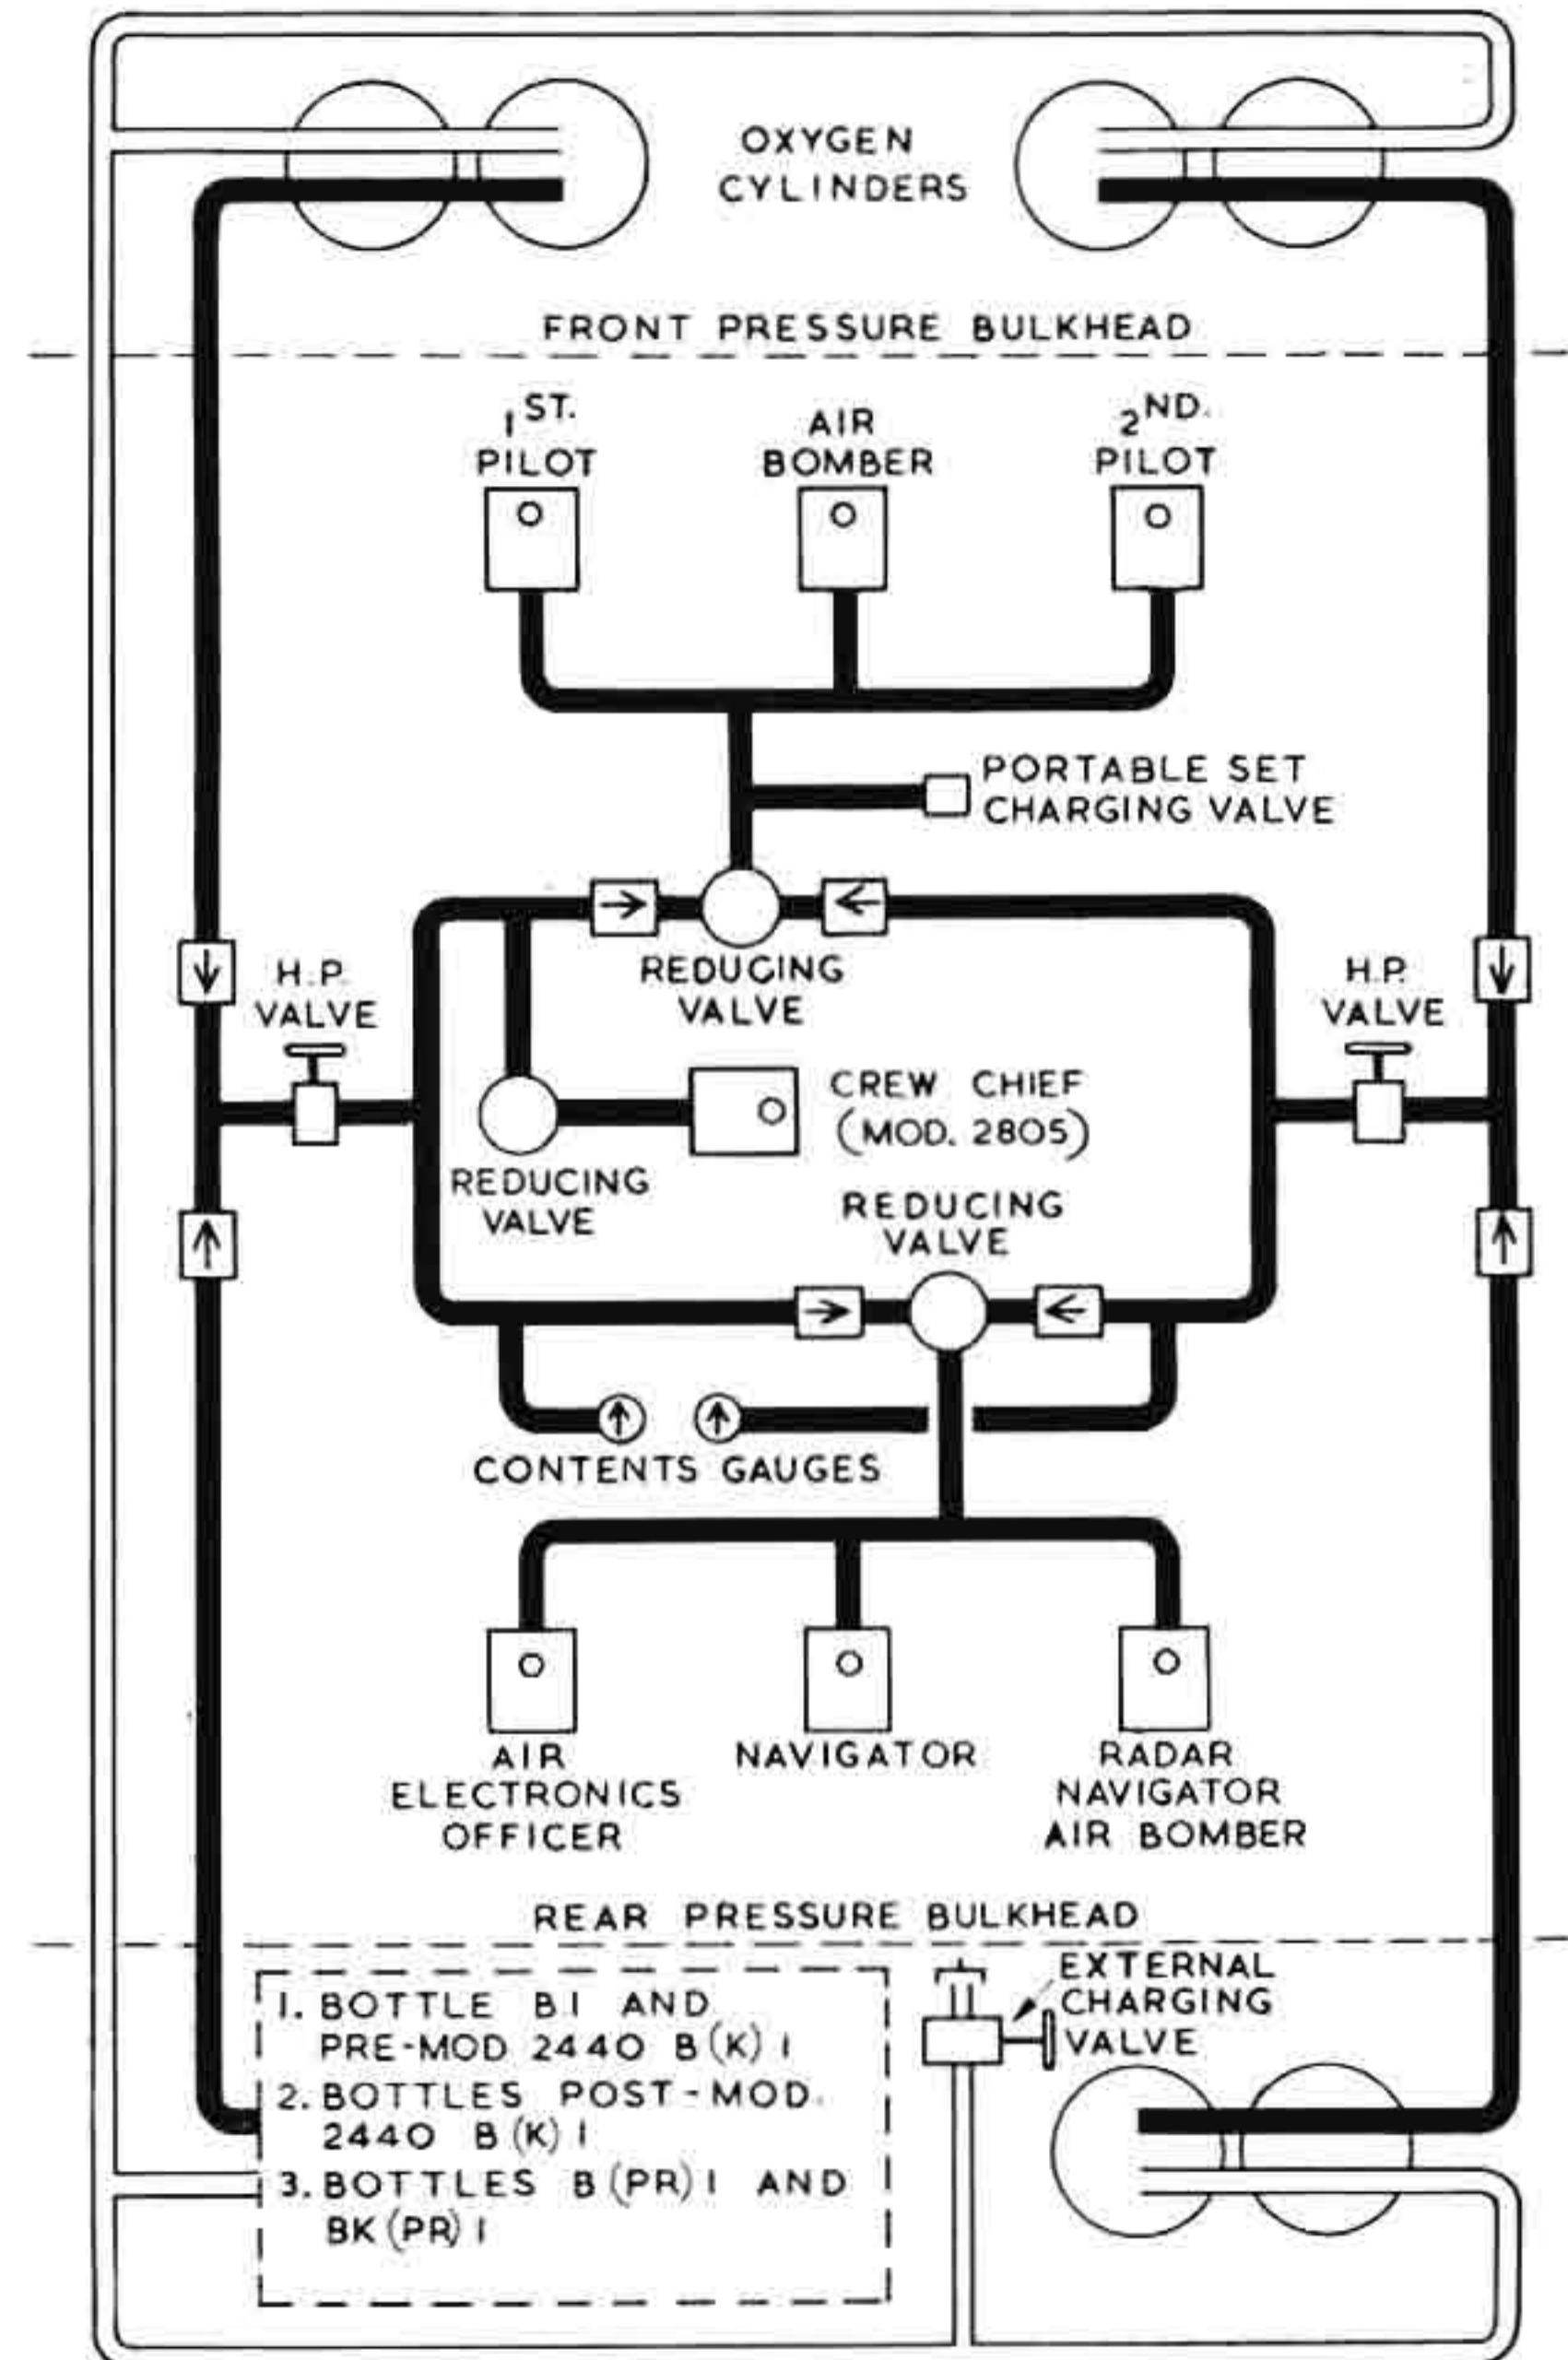 OXYGEN
CYLINDERS
FRONT PRESSURE BULKHEAD
1ST.
PILOT
AIR
BOMBER
2ND.
PILOT
PORTABLE SET
CHARGING VALVE
REDUCING
VALVE
H.P.
VALVE
H.P.
VALVE
CREW CHIEF
(MOD. 2805)
REDUCING
VALVE
REDUCING
VALVE
CONTENTS GAUGES
AIR
ELECTRONICS
OFFICER
NAVIGATOR
RADAR
NAVIGATOR
AIR BOMBER
REAR PRESSURE BULKHEAD
1. BOTTLE B1 AND
PRE-MOD 2440 B(K) 1
2. BOTTLES POST-MOD.
2440 B(K) 1
3. BOTTLES B(PR) 1 AND
BK(PR) 1
EXTERNAL
CHARGING
VALVE